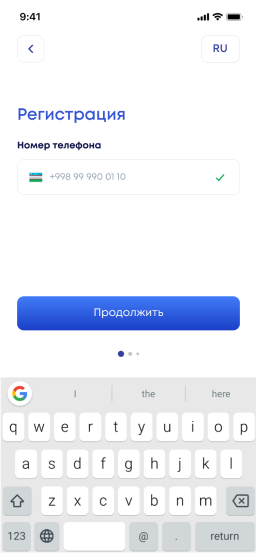 9:41
RU
Регистрация
Номер телефона
+998 99 990 01 10
Продолжить
G I the here
q w e r t y u i o p
a s d f g h j k l
z x c v b n m
123 @ . return